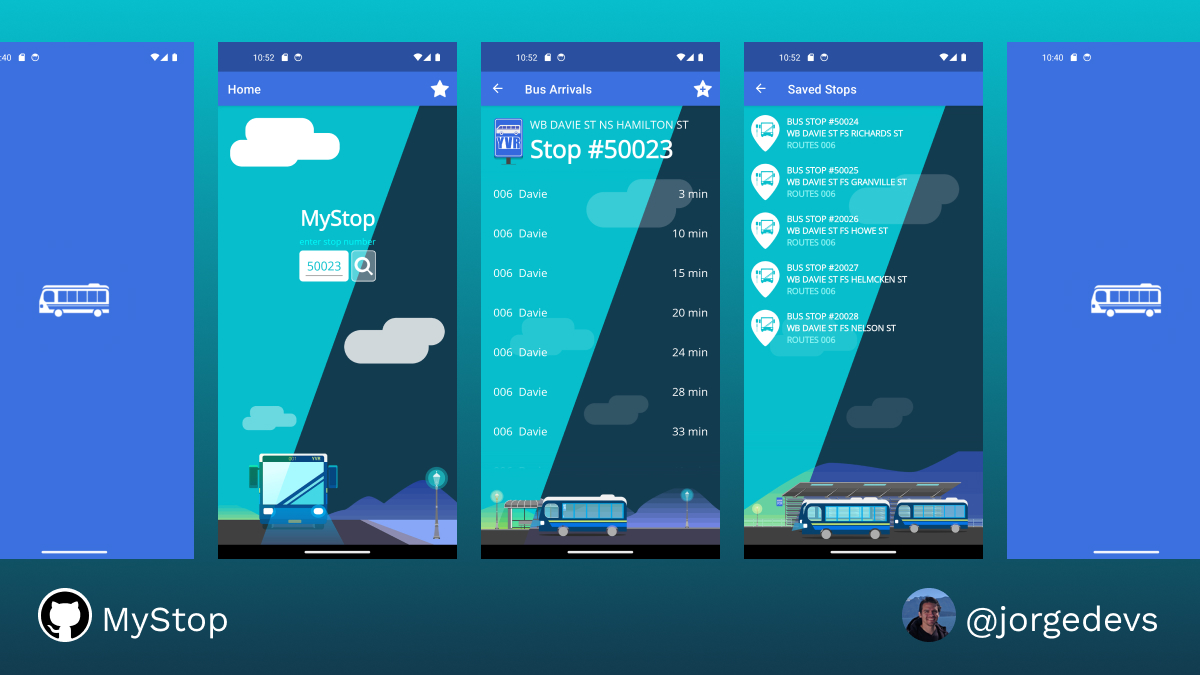 :40
10:52
Home
MyStop
enter stop number
50023
YVR
10:52
Bus Arrivals
YVR
WB DAVIE ST NS HAMILTON ST
Stop #50023
006 Davie 3 min
006 Davie 10 min
006 Davie 15 min
006 Davie 20 min
006 Davie 24 min
006 Davie 28 min
006 Davie 33 min
10:52
Saved Stops
BUS STOP #50024
WB DAVIE ST FS RICHARDS ST
ROUTES 006
BUS STOP #50025
WB DAVIE ST FS GRANVILLE ST
ROUTES 006
BUS STOP #20026
WB DAVIE ST FS HOWE ST
ROUTES 006
BUS STOP #20027
WB DAVIE ST FS HELMCKEN ST
ROUTES 006
BUS STOP #20028
WB DAVIE ST FS NELSON ST
ROUTES 006
10:40
MyStop
@jorgedevs